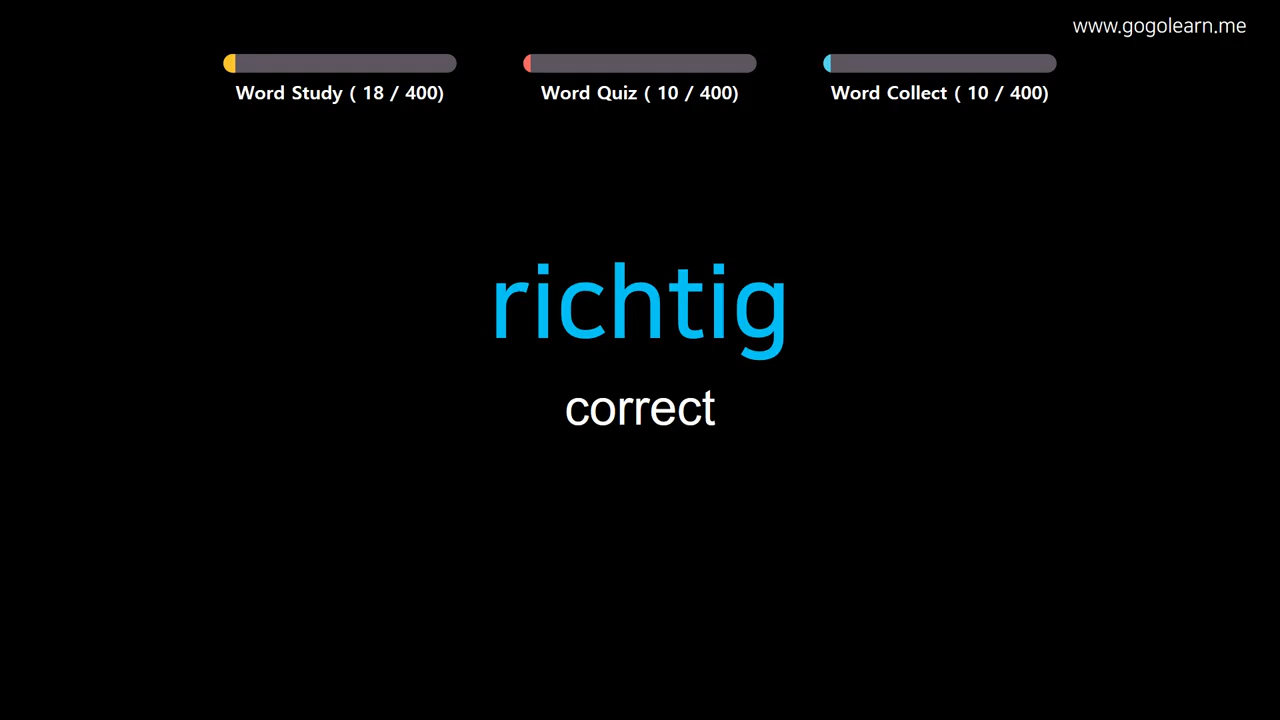 www.gogolearn.me
Word Study ( 18 / 400)
Word Quiz ( 10 / 400)
Word Collect ( 10 / 400)
richtig
correct